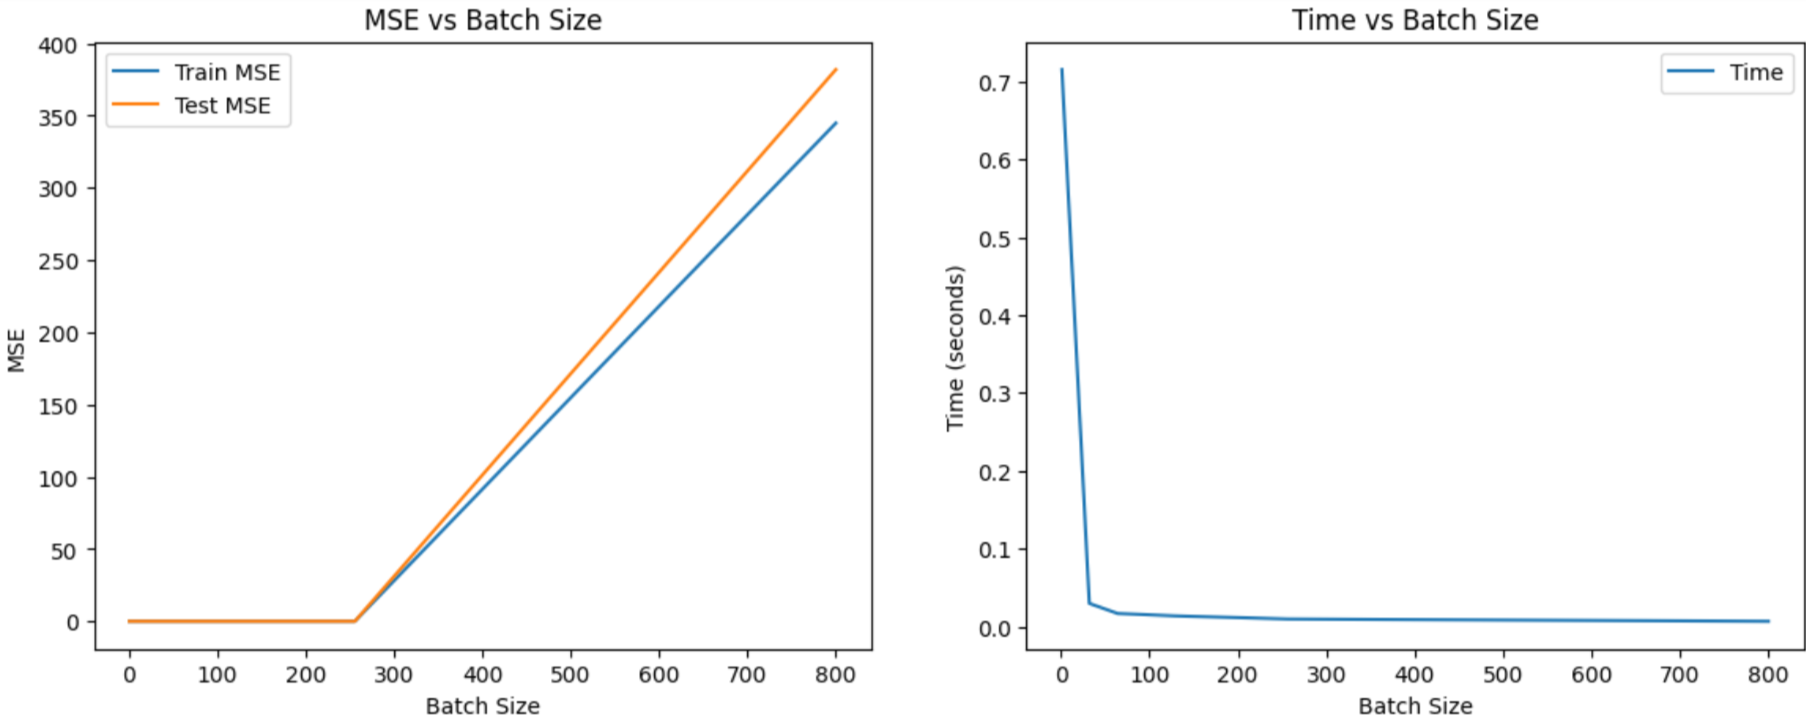 MSE vs Batch Size
400
350
300
250
200
150
100
50
0
MSE
Train MSE
Test MSE
0 100 200 300 400 500 600 700 800
Batch Size
Time vs Batch Size
0.7
0.6
0.5
0.4
0.3
0.2
0.1
0.0
Time (seconds)
Time
0 100 200 300 400 500 600 700 800
Batch Size